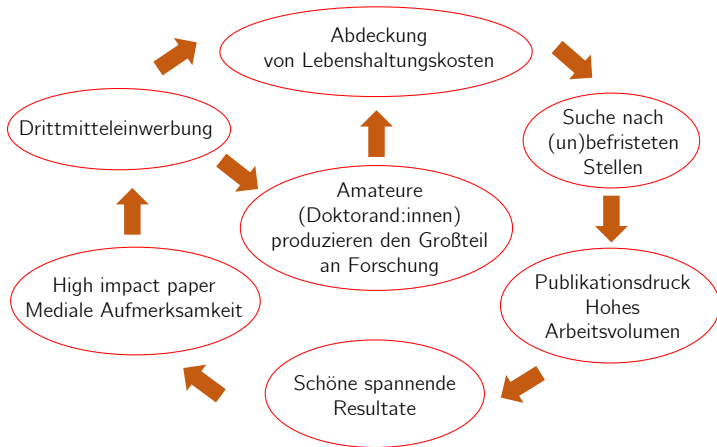 Abdeckung
von Lebenshaltungskosten
Drittmitteleinwerbung
Suche nach
(un)befristeten
Stellen
Amateure
(Doktorand:innen)
produzieren den Großteil
an Forschung
High impact paper
Mediale Aufmerksamkeit
Publikationsdruck
Hohes
Arbeitsvolumen
Schöne spannende
Resultate